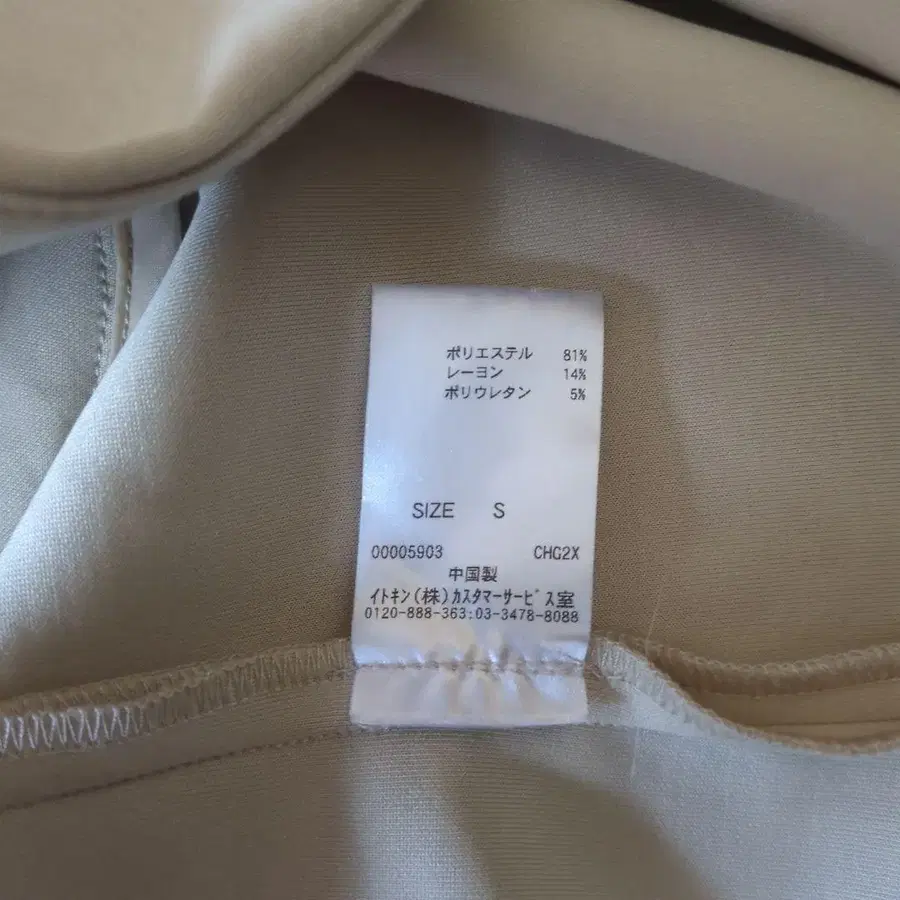 ポリエステル 81%
レーヨン 14%
ポリウレタン 5%
SIZE S
00005903 CHG2X
中国製
イトキン(株)カスタマーサービス室
0120-888-363:03-3478-8088